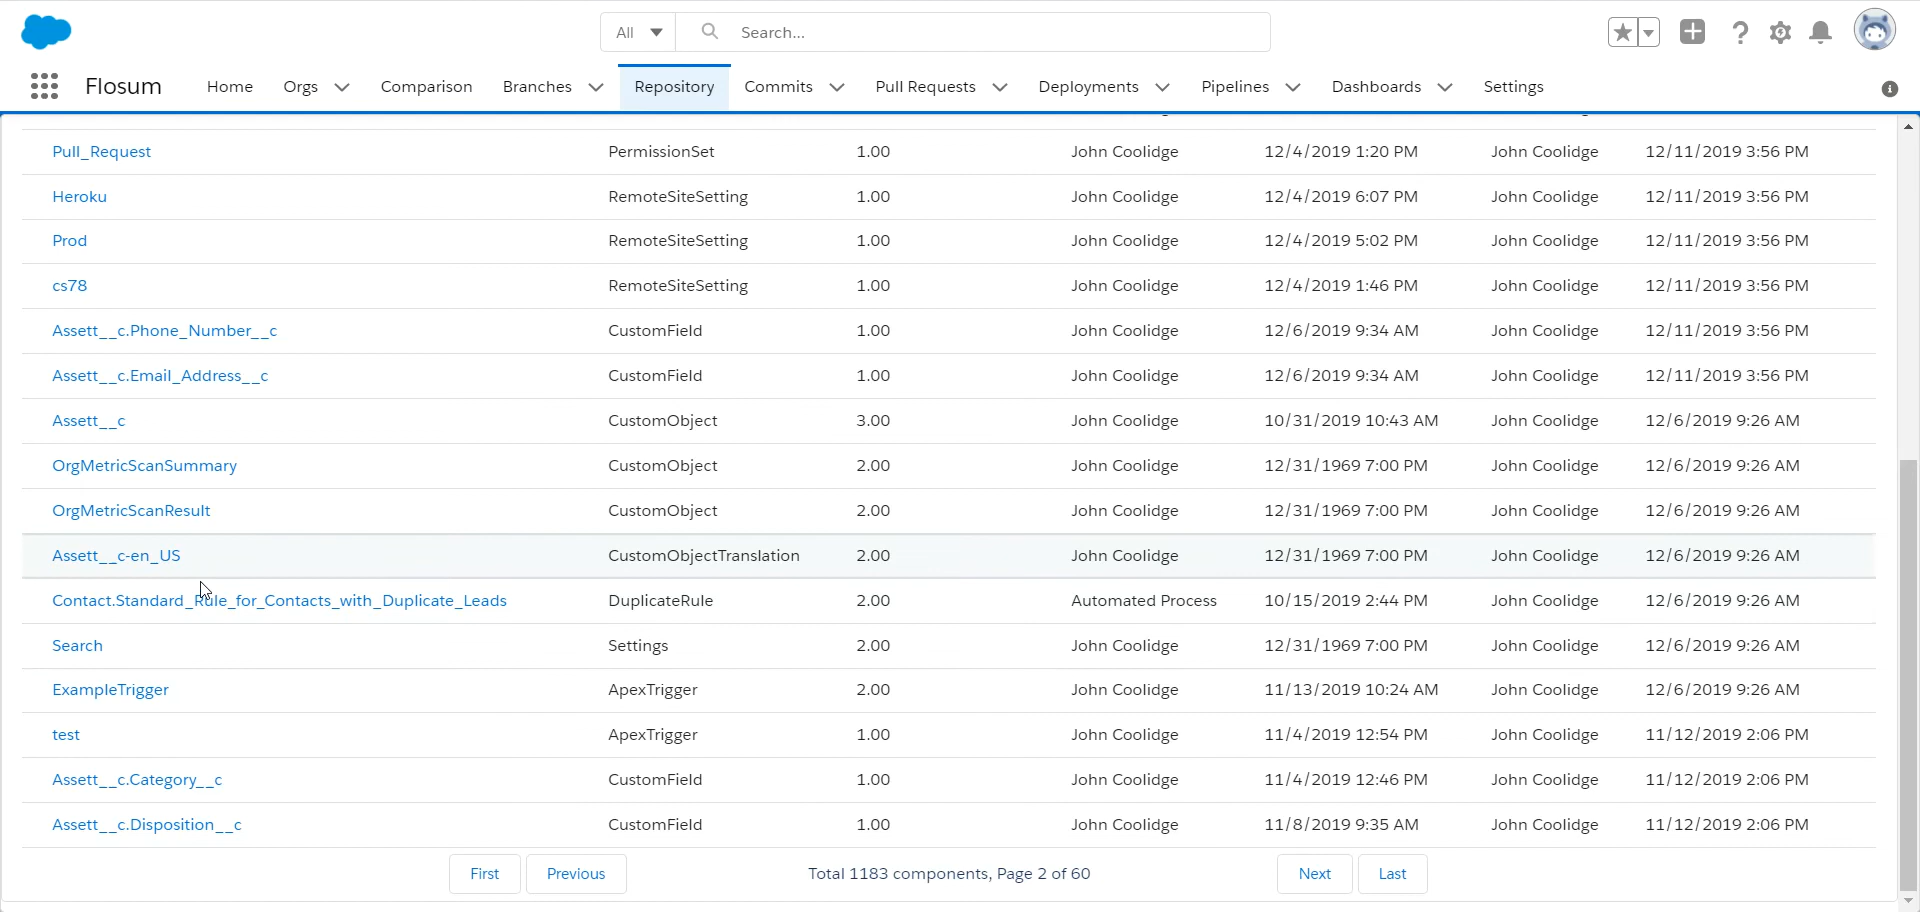 All Search...
Flosum Home Orgs Comparison Branches Repository Commits Pull Requests Deployments Pipelines Dashboards Settings
Pull_Request PermissionSet 1.00 John Coolidge 12/4/2019 1:20 PM John Coolidge 12/11/2019 3:56 PM
Heroku RemoteSiteSetting 1.00 John Coolidge 12/4/2019 6:07 PM John Coolidge 12/11/2019 3:56 PM
Prod RemoteSiteSetting 1.00 John Coolidge 12/4/2019 5:02 PM John Coolidge 12/11/2019 3:56 PM
cs78 RemoteSiteSetting 1.00 John Coolidge 12/4/2019 1:46 PM John Coolidge 12/11/2019 3:56 PM
Assett__c.Phone_Number__c CustomField 1.00 John Coolidge 12/6/2019 9:34 AM John Coolidge 12/11/2019 3:56 PM
Assett__c.Email_Address__c CustomField 1.00 John Coolidge 12/6/2019 9:34 AM John Coolidge 12/11/2019 3:56 PM
Assett__c CustomObject 3.00 John Coolidge 10/31/2019 10:43 AM John Coolidge 12/6/2019 9:26 AM
OrgMetricScanSummary CustomObject 2.00 John Coolidge 12/31/1969 7:00 PM John Coolidge 12/6/2019 9:26 AM
OrgMetricScanResult CustomObject 2.00 John Coolidge 12/31/1969 7:00 PM John Coolidge 12/6/2019 9:26 AM
Assett__c-en_US CustomObjectTranslation 2.00 John Coolidge 12/31/1969 7:00 PM John Coolidge 12/6/2019 9:26 AM
Contact.Standard_Rule_for_Contacts_with_Duplicate_Leads DuplicateRule 2.00 Automated Process 10/15/2019 2:44 PM John Coolidge 12/6/2019 9:26 AM
Search Settings 2.00 John Coolidge 12/31/1969 7:00 PM John Coolidge 12/6/2019 9:26 AM
ExampleTrigger ApexTrigger 2.00 John Coolidge 11/13/2019 10:24 AM John Coolidge 12/6/2019 9:26 AM
test ApexTrigger 1.00 John Coolidge 11/4/2019 12:54 PM John Coolidge 11/12/2019 2:06 PM
Assett__c.Category__c CustomField 1.00 John Coolidge 11/4/2019 12:46 PM John Coolidge 11/12/2019 2:06 PM
Assett__c.Disposition__c CustomField 1.00 John Coolidge 11/8/2019 9:35 AM John Coolidge 11/12/2019 2:06 PM
First Previous Total 1183 components, Page 2 of 60 Next Last